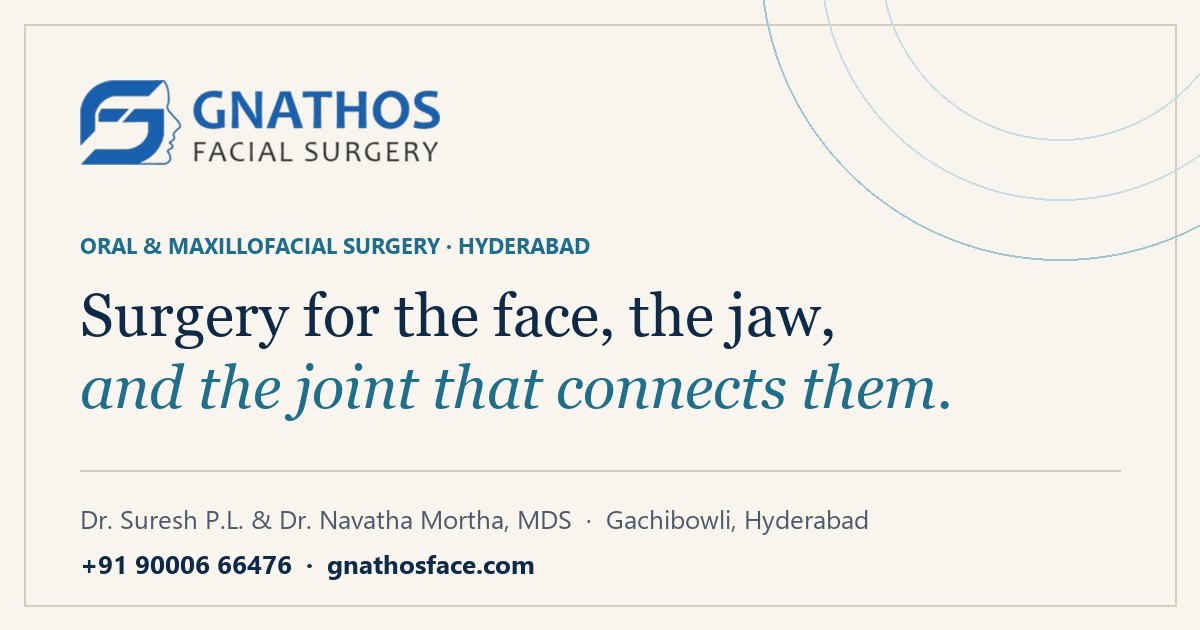 GNATHOS
FACIAL SURGERY
ORAL & MAXILLOFACIAL SURGERY · HYDERABAD
Surgery for the face, the jaw,
and the joint that connects them.
Dr. Suresh P.L. & Dr. Navatha Mortha, MDS · Gachibowli, Hyderabad
+91 90006 66476 · gnathosface.com